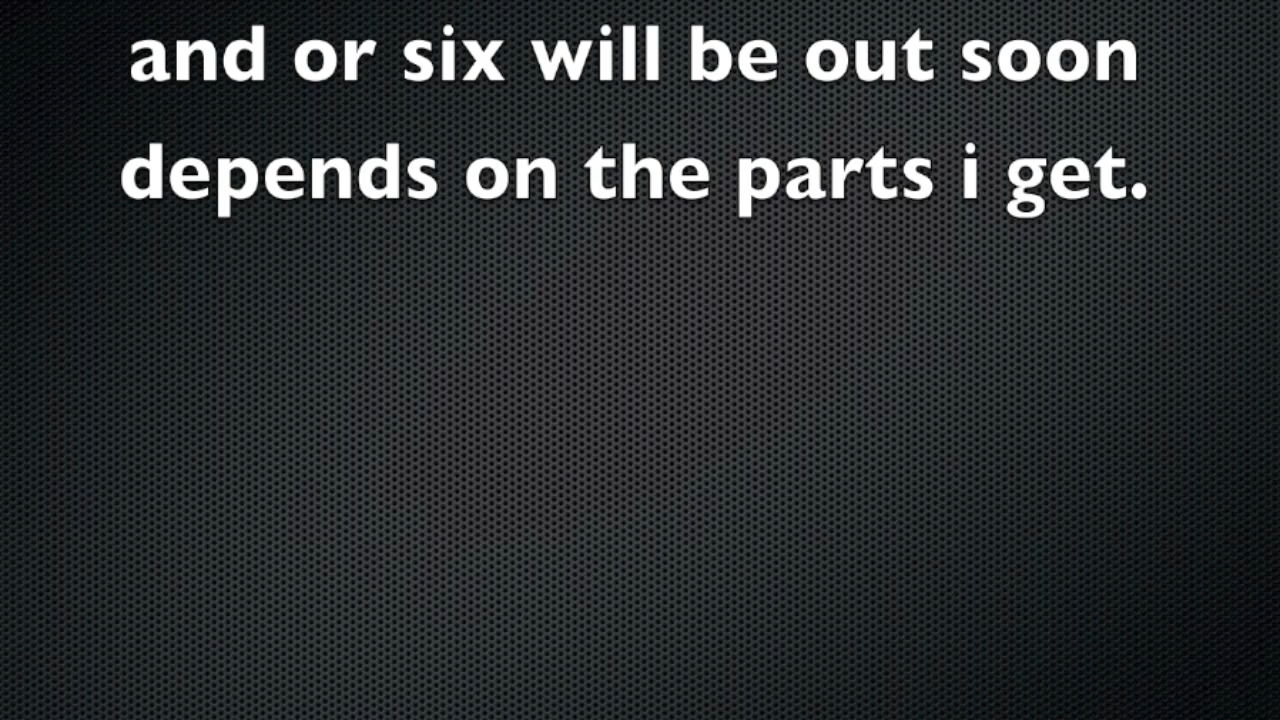 and or six will be out soon
depends on the parts i get.